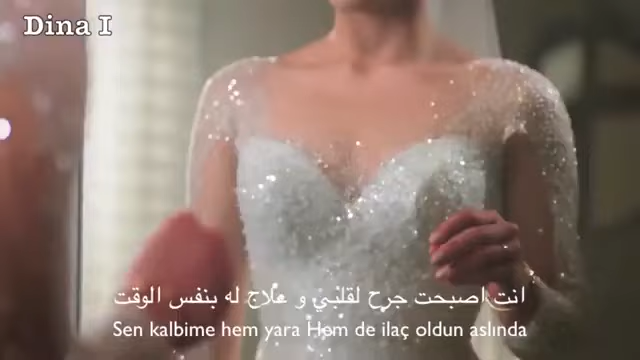 Dina I
انت اصبحت جرح لقلبي و علاج له بنفس الوقت
Sen kalbime hem yara Hem de ilaç oldun aslında